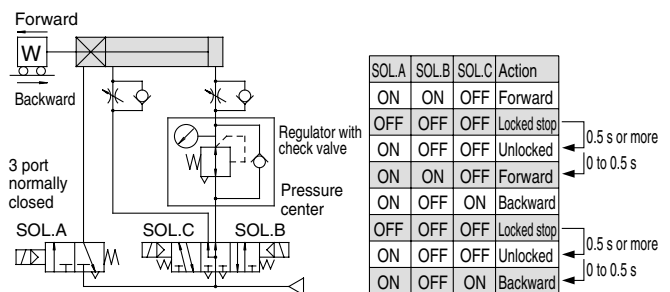 Forward
W
Backward
Regulator with
check valve
3 port
normally
closed
Pressure
center
SOL.A
SOL.C
SOL.B
SOL.A SOL.B SOL.C Action
ON ON OFF Forward
OFF OFF OFF Locked stop
ON OFF OFF Unlocked
ON ON OFF Forward
ON OFF ON Backward
OFF OFF OFF Locked stop
ON OFF OFF Unlocked
ON OFF ON Backward
0.5 s or more
0 to 0.5 s
0.5 s or more
0 to 0.5 s